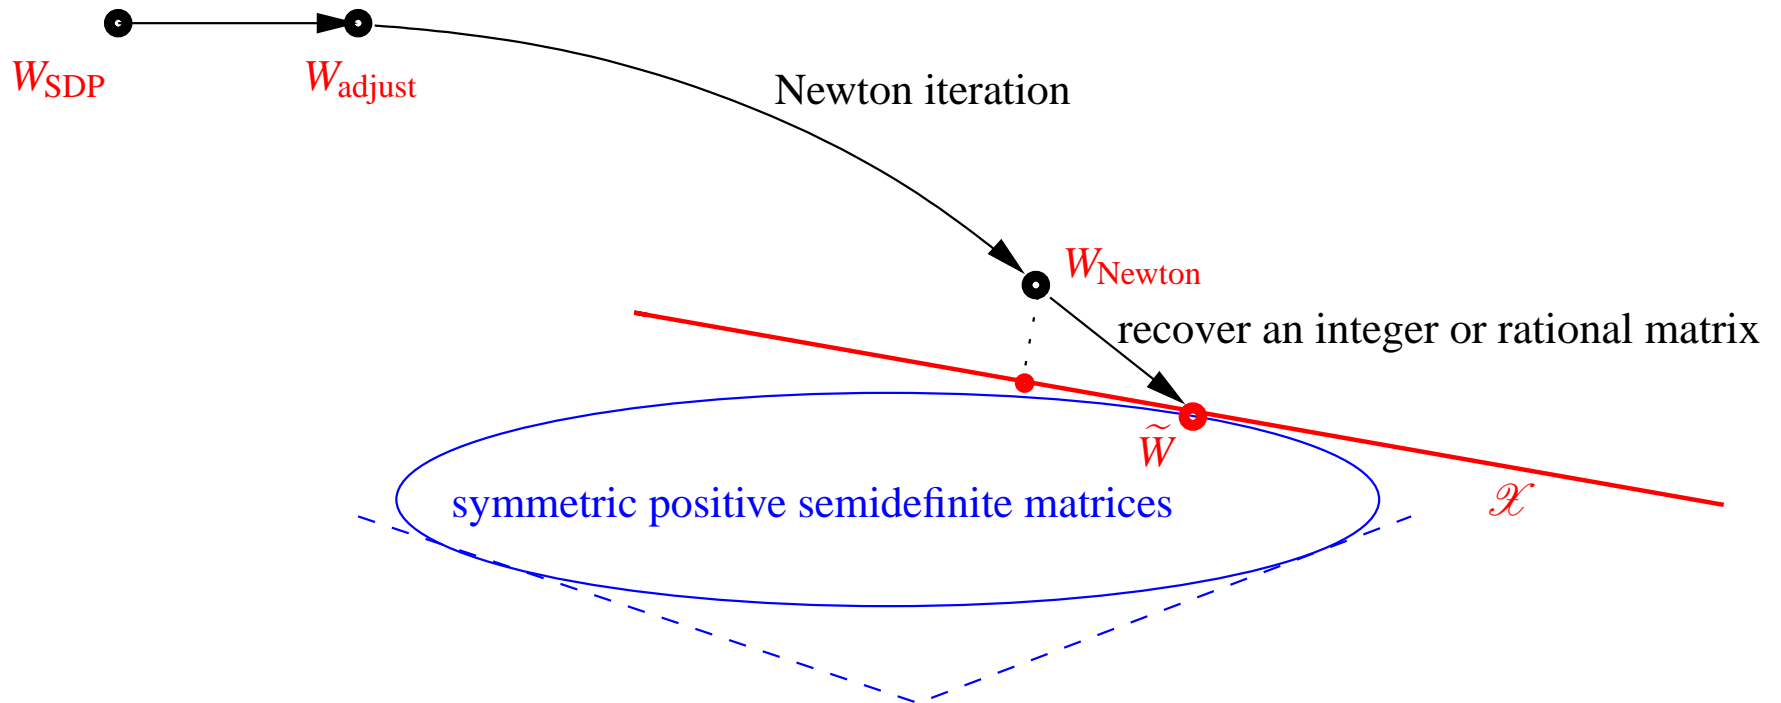 W_SDP
W_adjust
Newton iteration
W_Newton
recover an integer or rational matrix
W̃
𝒳
symmetric positive semidefinite matrices